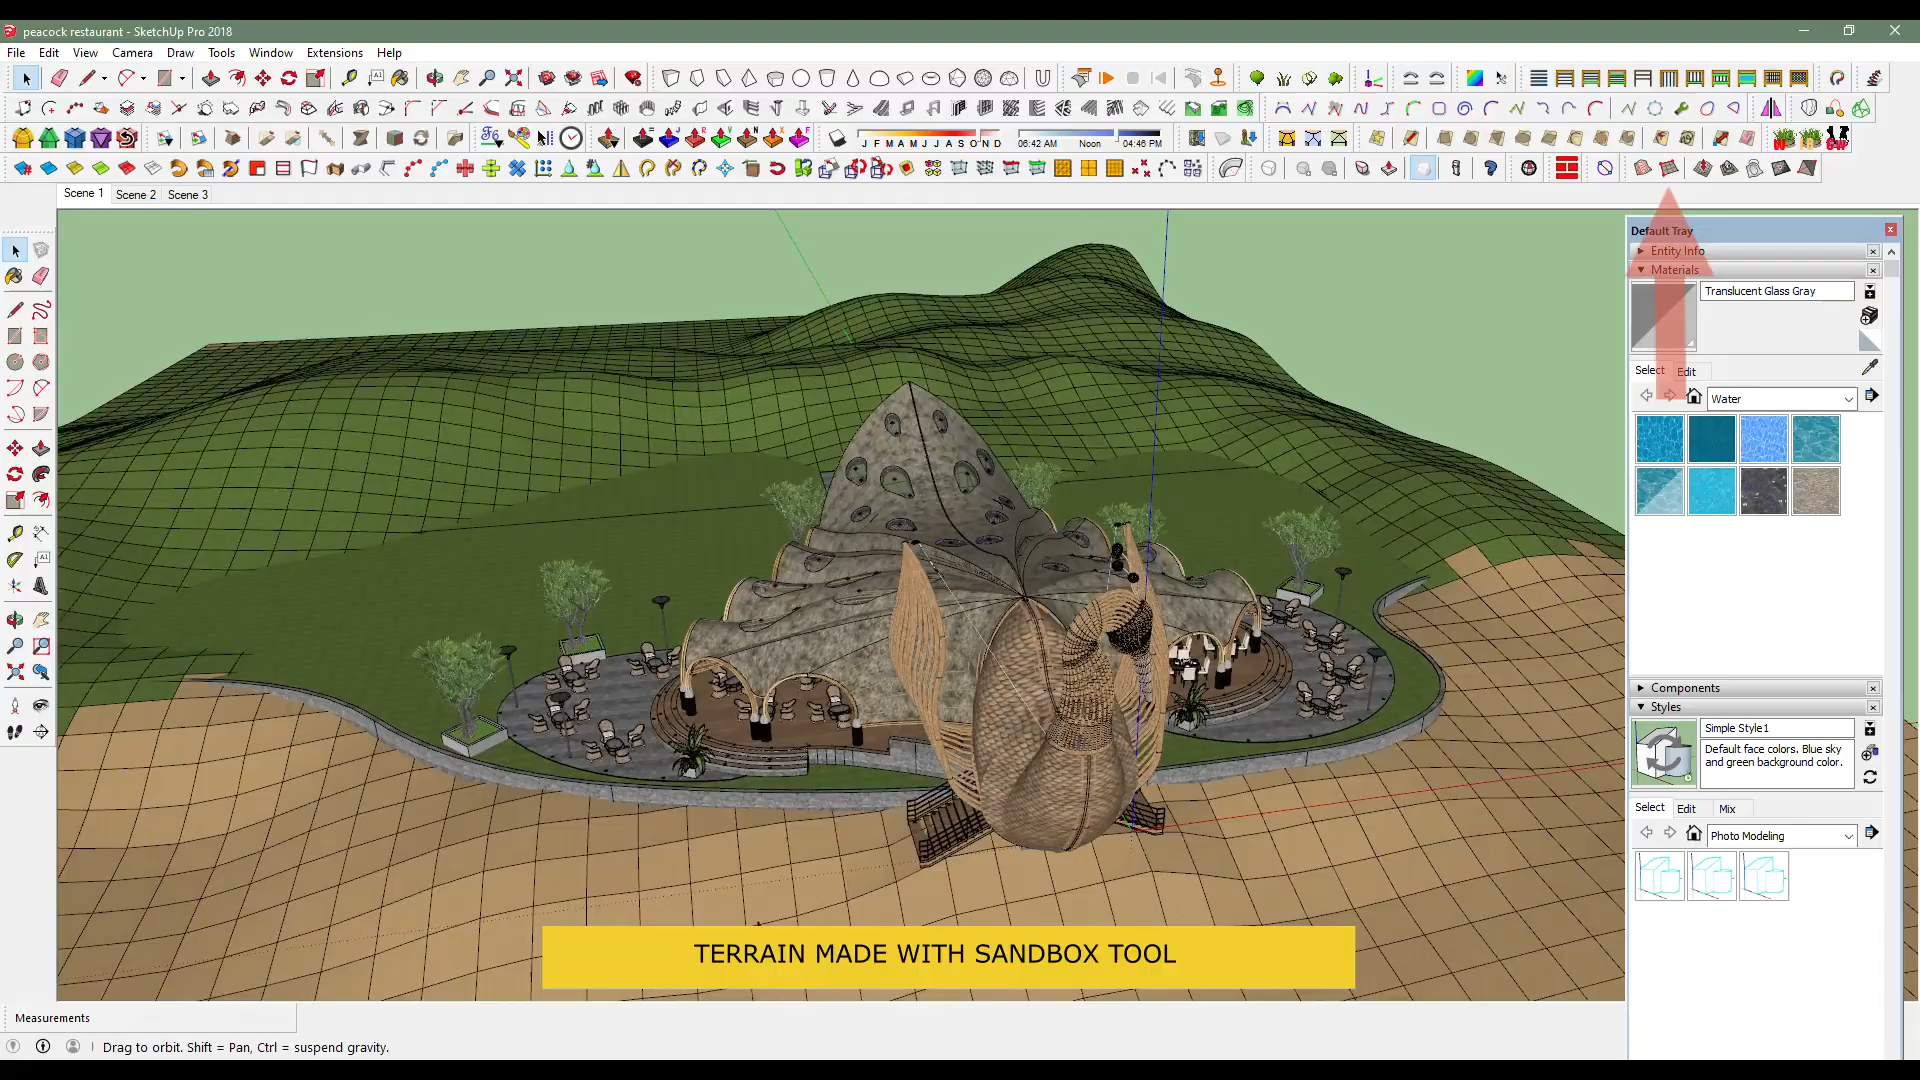 peacock restaurant - SketchUp Pro 2018
File Edit View Camera Draw Tools Window Extensions Help
J F M A M J J A S O N D 06:42 AM Noon 04:46 PM
Scene 1 Scene 2 Scene 3
Default Tray
Entity Info
Materials
Translucent Glass Gray
Select Edit
Water
Components
Styles
Simple Style1
Default face colors. Blue sky
and green background color.
Select Edit Mix
Photo Modeling
TERRAIN MADE WITH SANDBOX TOOL
Measurements
Drag to orbit. Shift = Pan, Ctrl = suspend gravity.